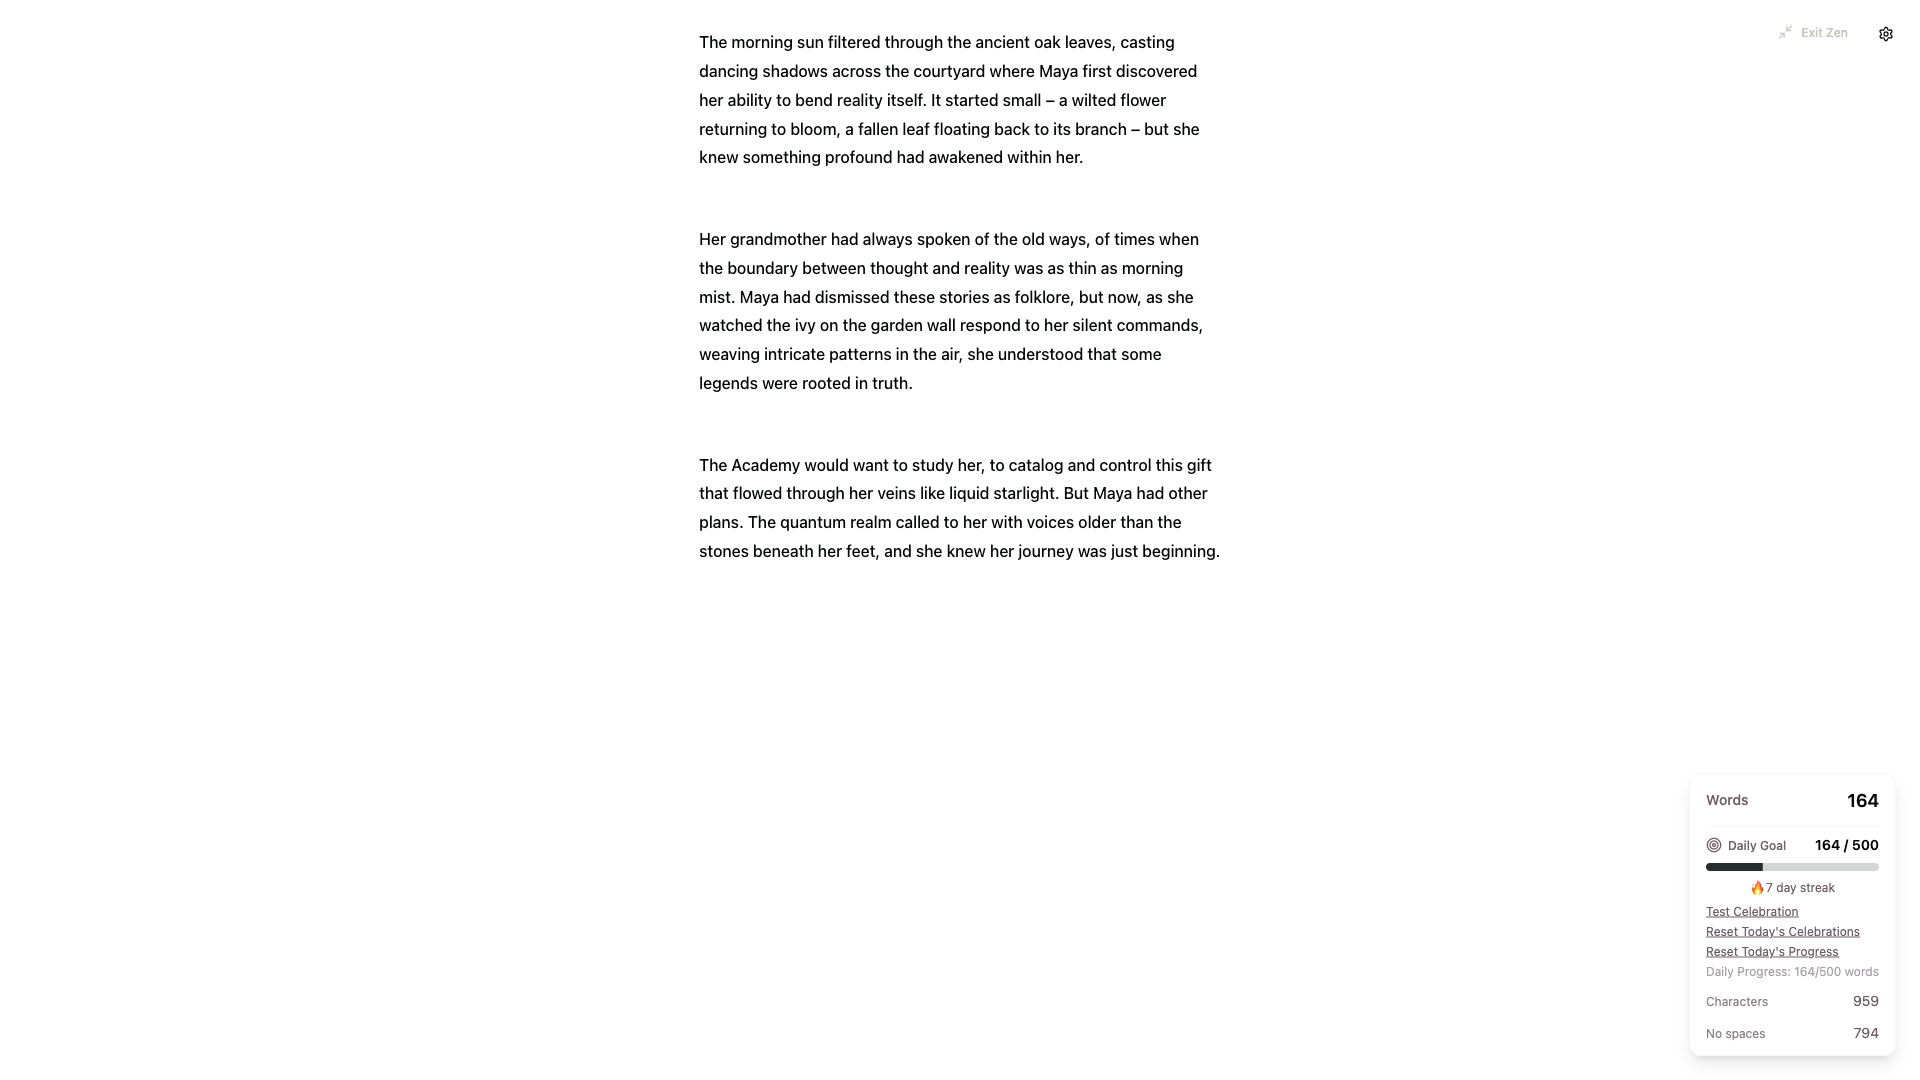 Exit Zen
The morning sun filtered through the ancient oak leaves, casting
dancing shadows across the courtyard where Maya first discovered
her ability to bend reality itself. It started small – a wilted flower
returning to bloom, a fallen leaf floating back to its branch – but she
knew something profound had awakened within her.
Her grandmother had always spoken of the old ways, of times when
the boundary between thought and reality was as thin as morning
mist. Maya had dismissed these stories as folklore, but now, as she
watched the ivy on the garden wall respond to her silent commands,
weaving intricate patterns in the air, she understood that some
legends were rooted in truth.
The Academy would want to study her, to catalog and control this gift
that flowed through her veins like liquid starlight. But Maya had other
plans. The quantum realm called to her with voices older than the
stones beneath her feet, and she knew her journey was just beginning.
Words 164
Daily Goal 164 / 500
🔥7 day streak
Test Celebration
Reset Today's Celebrations
Reset Today's Progress
Daily Progress: 164/500 words
Characters 959
No spaces 794